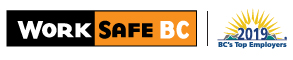 WORK SAFE BC
2019
BC's Top Employers